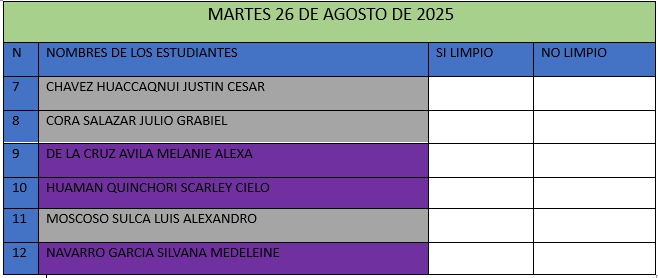 MARTES 26 DE AGOSTO DE 2025
N NOMBRES DE LOS ESTUDIANTES SI LIMPIO NO LIMPIO
7 CHAVEZ HUACCAQNUI JUSTIN CESAR
8 CORA SALAZAR JULIO GRABIEL
9 DE LA CRUZ AVILA MELANIE ALEXA
10 HUAMAN QUINCHORI SCARLEY CIELO
11 MOSCOSO SULCA LUIS ALEXANDRO
12 NAVARRO GARCIA SILVANA MEDELEINE